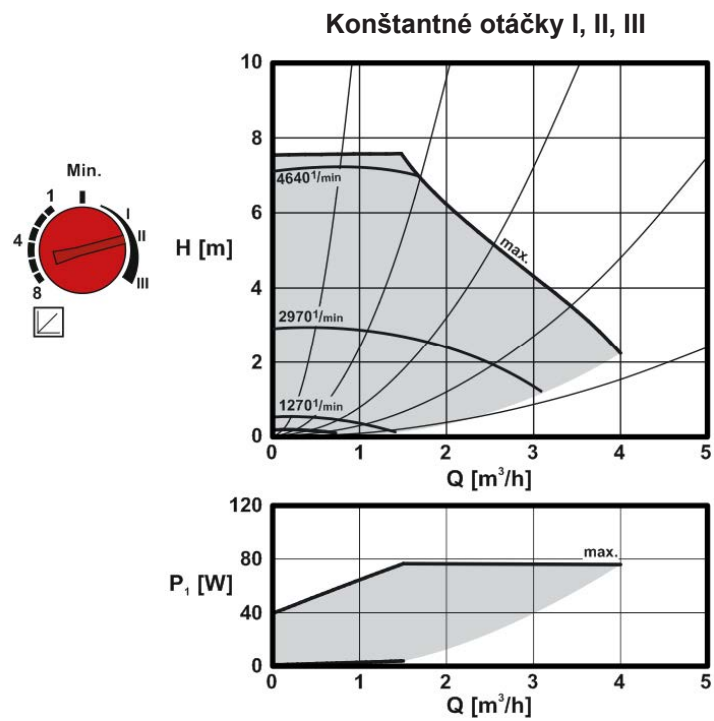 Konštantné otáčky I, II, III
Min.
1
4
8
I
II
III
H [m]
10
8
6
4
2
0
4640 1/min
2970 1/min
1270 1/min
max.
0 1 2 3 4 5
Q [m³/h]
P₁ [W]
120
80
40
0
max.
0 1 2 3 4 5
Q [m³/h]